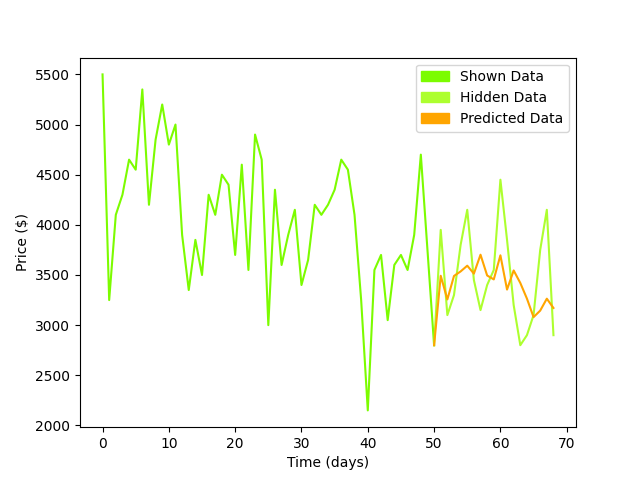 Shown Data
Hidden Data
Predicted Data
Price ($)
5500
5000
4500
4000
3500
3000
2500
2000
0 10 20 30 40 50 60 70
Time (days)